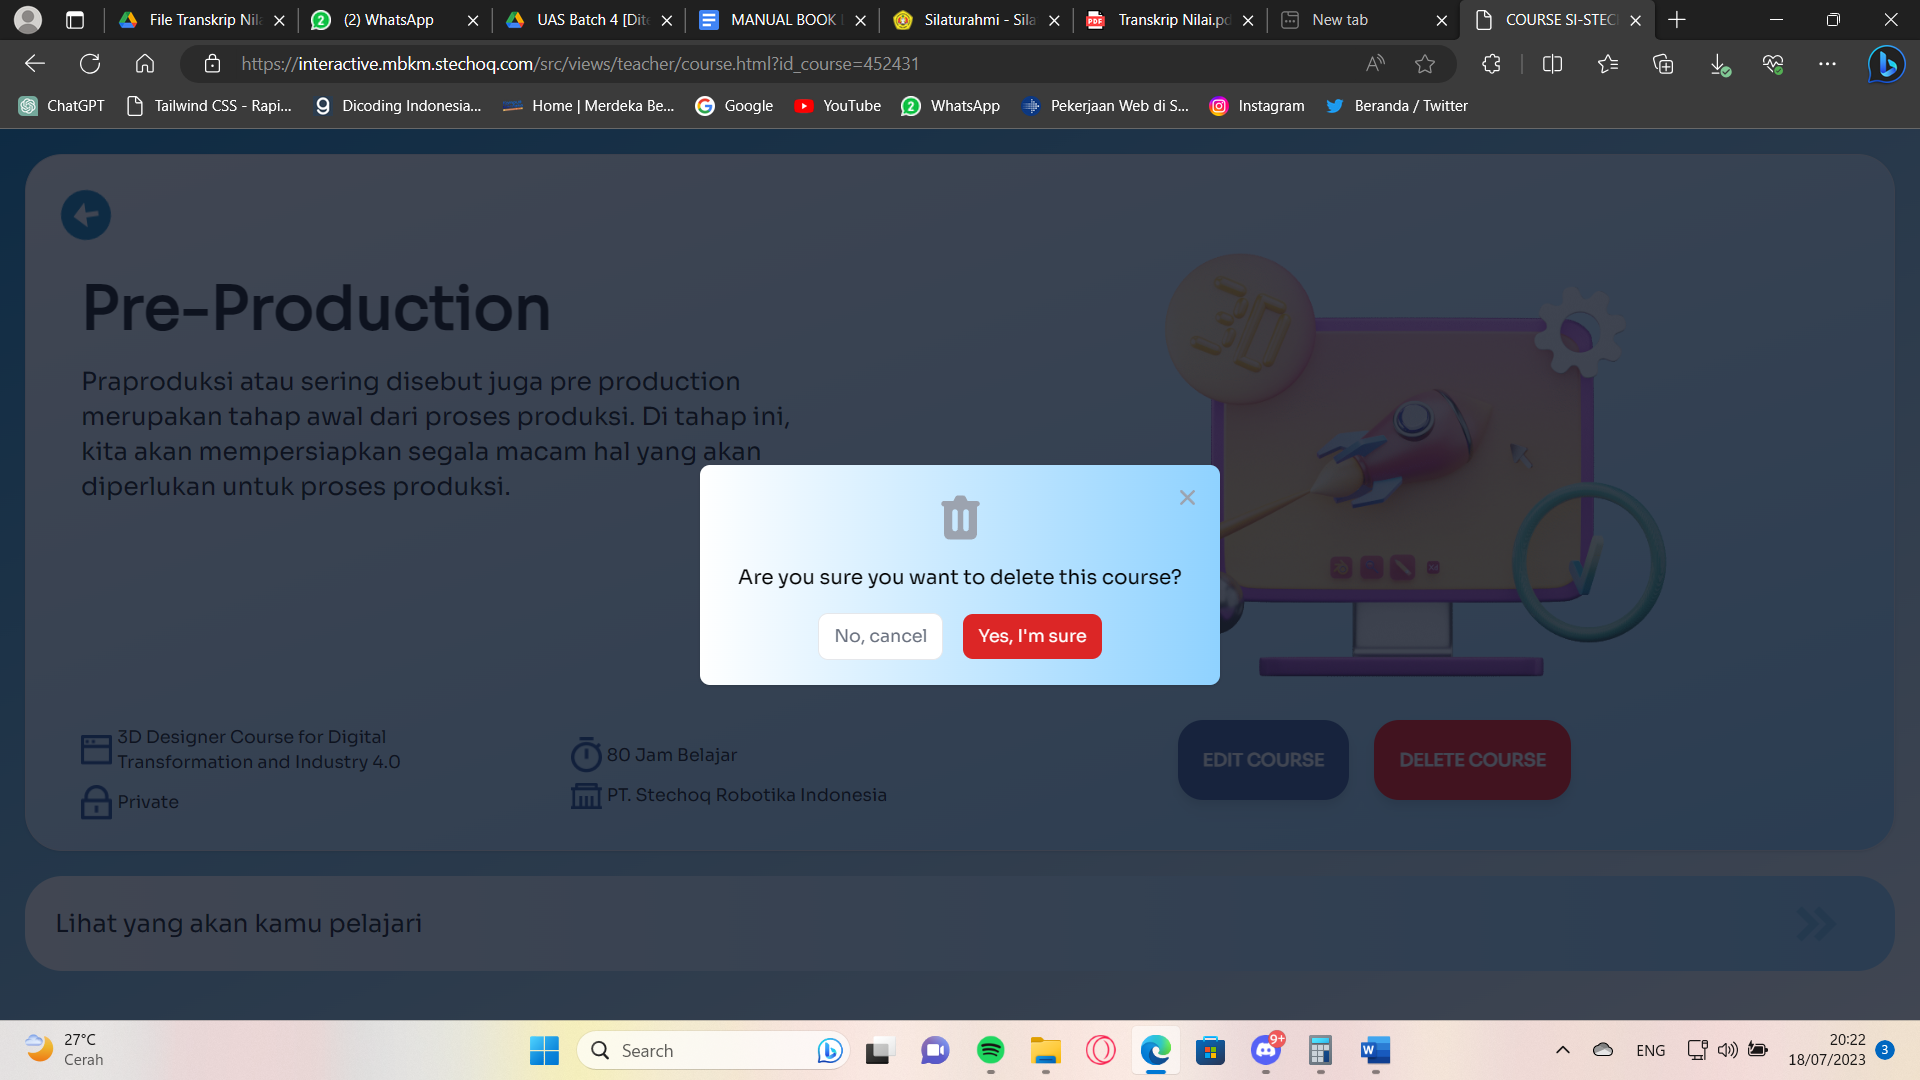 File Transkrip Nil
(2) WhatsApp
UAS Batch 4 [Dite
MANUAL BOOK
Silaturahmi - Sila
Transkrip Nilai.pd
New tab
COURSE SI-STEC
https://interactive.mbkm.stechoq.com/src/views/teacher/course.html?id_course=452431
ChatGPT
Tailwind CSS - Rapi...
Dicoding Indonesia...
Home | Merdeka Be...
Google
YouTube
WhatsApp
Pekerjaan Web di S...
Instagram
Beranda / Twitter
Pre-Production
Praproduksi atau sering disebut juga pre production
merupakan tahap awal dari proses produksi. Di tahap ini,
kita akan mempersiapkan segala macam hal yang akan
diperlukan untuk proses produksi.
3D
Are you sure you want to delete this course?
No, cancel
Yes, I'm sure
3D Designer Course for Digital
Transformation and Industry 4.0
Private
80 Jam Belajar
PT. Stechoq Robotika Indonesia
EDIT COURSE
DELETE COURSE
Lihat yang akan kamu pelajari
27°C
Cerah
Search
9+
ENG
20:22
18/07/2023
3